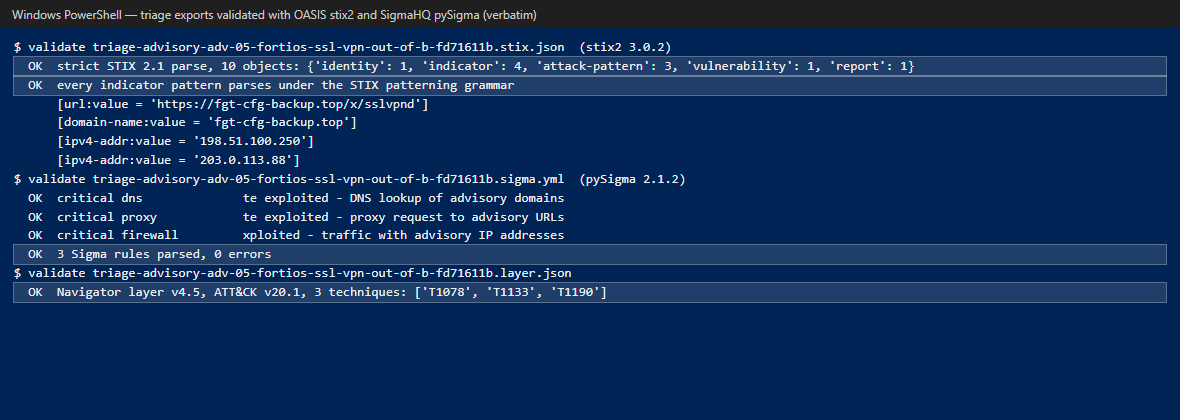 Windows PowerShell — triage exports validated with OASIS stix2 and SigmaHQ pySigma (verbatim)
$ validate triage-advisory-adv-05-fortios-ssl-vpn-out-of-b-fd71611b.stix.json  (stix2 3.0.2)
  OK  strict STIX 2.1 parse, 10 objects: {'identity': 1, 'indicator': 4, 'attack-pattern': 3, 'vulnerability': 1, 'report': 1}
  OK  every indicator pattern parses under the STIX patterning grammar
      [url:value = 'https://fgt-cfg-backup.top/x/sslvpnd']
      [domain-name:value = 'fgt-cfg-backup.top']
      [ipv4-addr:value = '198.51.100.250']
      [ipv4-addr:value = '203.0.113.88']
$ validate triage-advisory-adv-05-fortios-ssl-vpn-out-of-b-fd71611b.sigma.yml  (pySigma 2.1.2)
  OK  critical dns              te exploited - DNS lookup of advisory domains
  OK  critical proxy            te exploited - proxy request to advisory URLs
  OK  critical firewall         xploited - traffic with advisory IP addresses
  OK  3 Sigma rules parsed, 0 errors
$ validate triage-advisory-adv-05-fortios-ssl-vpn-out-of-b-fd71611b.layer.json
  OK  Navigator layer v4.5, ATT&CK v20.1, 3 techniques: ['T1078', 'T1133', 'T1190']